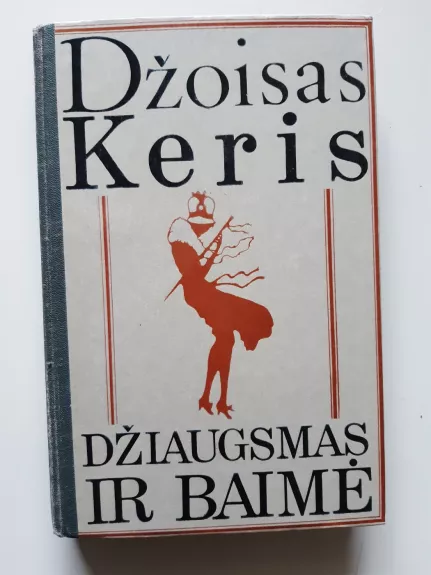 Džoisas
Keris
DŽIAUGSMAS
IR BAIMĖ